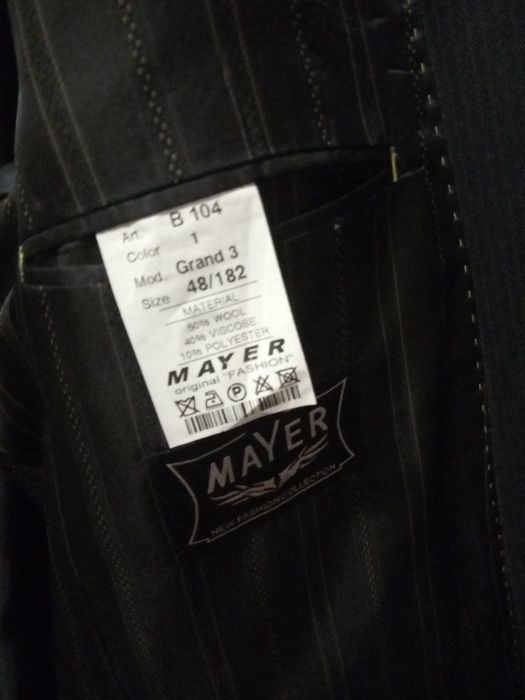 Art. B 104
Color 1
Mod. Grand 3
Size 48/182
MATERIAL
50% WOOL
40% VISCOSE
10% POLYESTER
MAYER
original "FASHION"
P
MAYER
NEW FASHION COLLECTION